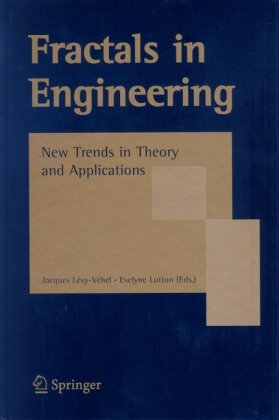 Fractals in
Engineering
New Trends in Theory
and Applications
Jacques Lévy-Véhel · Evelyne Lutton (Eds.)
Springer